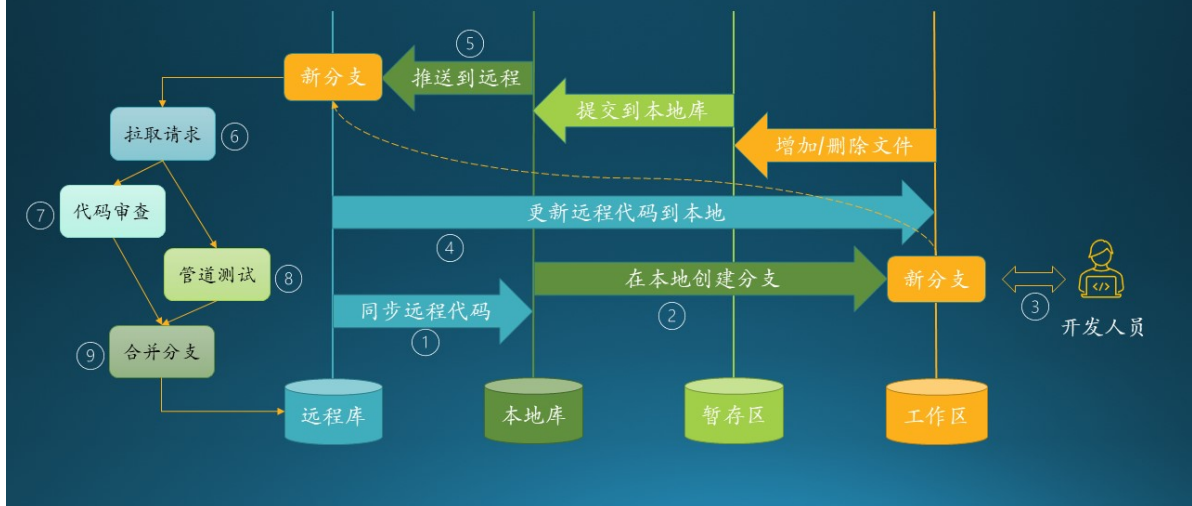 ⑤
新分支
推送到远程
提交到本地库
拉取请求
⑥
增加/删除文件
代码审查
⑦
更新远程代码到本地
④
管道测试
⑧
在本地创建分支
②
新分支
③
</>
开发人员
同步远程代码
①
合并分支
⑨
远程库
本地库
暂存区
工作区